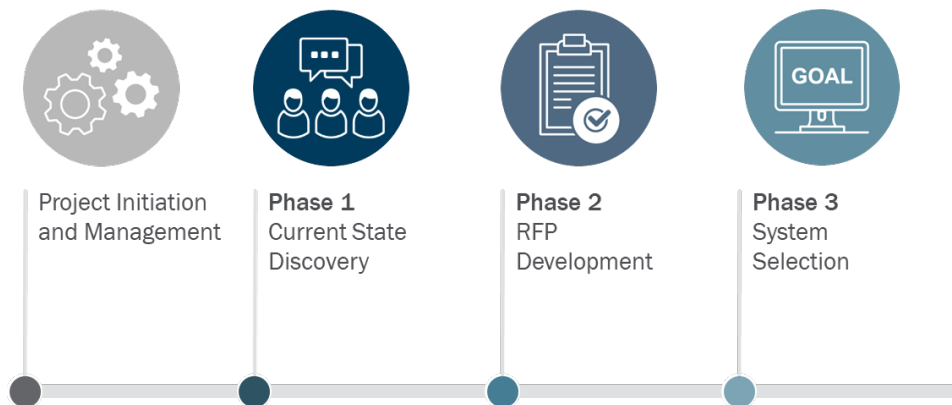 GOAL
Project Initiation
and Management
Phase 1
Current State
Discovery
Phase 2
RFP
Development
Phase 3
System
Selection